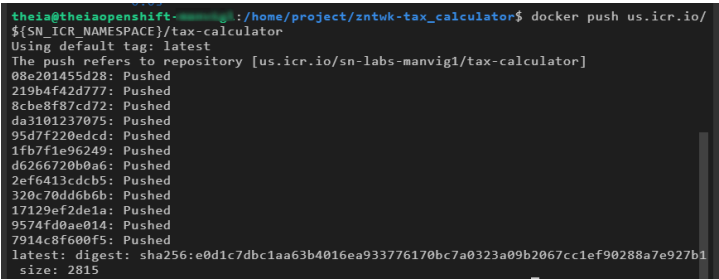 theia@theiaopenshift- :/home/project/zntwk-tax_calculator$ docker push us.icr.io/
${SN_ICR_NAMESPACE}/tax-calculator
Using default tag: latest
The push refers to repository [us.icr.io/sn-labs-manvig1/tax-calculator]
08e201455d28: Pushed
219b4f42d777: Pushed
8cbe8f87cd72: Pushed
da3101237075: Pushed
95d7f220edcd: Pushed
1fb7f1e96249: Pushed
d6266720b0a6: Pushed
2ef6413cdcb5: Pushed
320c70dd6b6b: Pushed
17129ef2de1a: Pushed
9574fd0ae014: Pushed
7914c8f600f5: Pushed
latest: digest: sha256:e0d1c7dbc1aa63b4016ea933776170bc7a0323a09b2067cc1ef90288a7e927b1
size: 2815